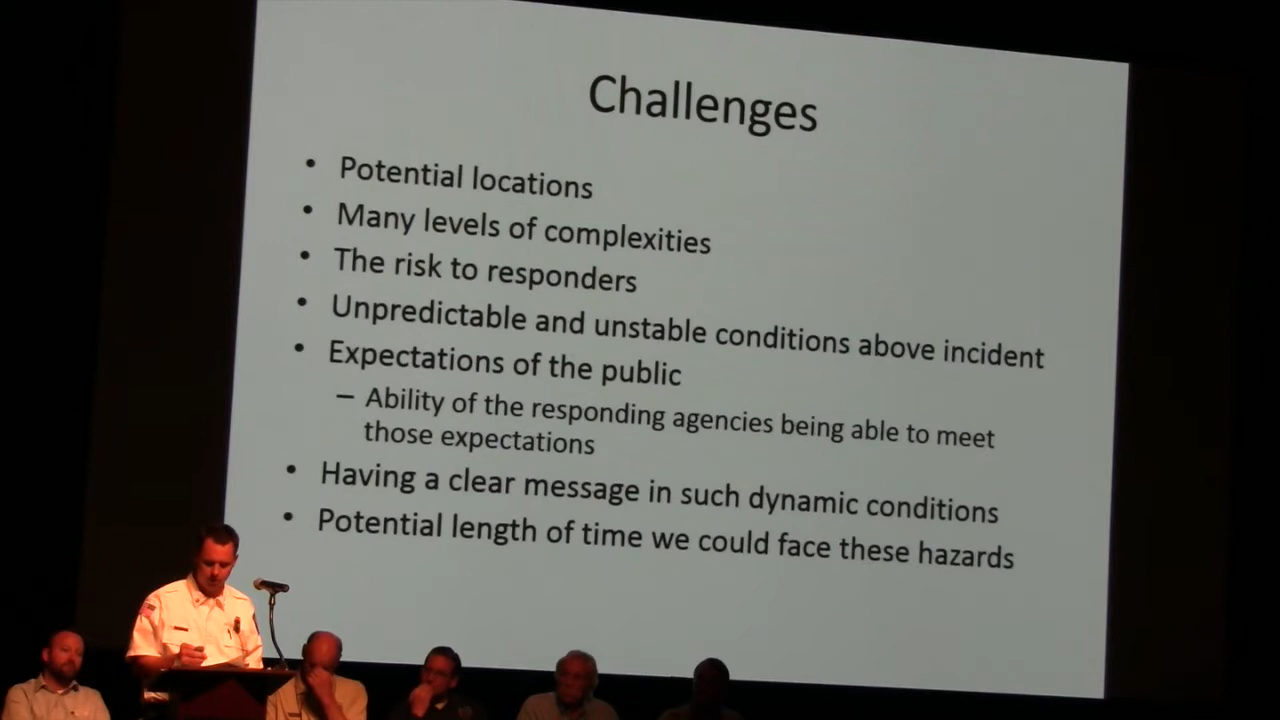 Challenges
• Potential locations
• Many levels of complexities
• The risk to responders
• Unpredictable and unstable conditions above incident
• Expectations of the public
– Ability of the responding agencies being able to meet
those expectations
• Having a clear message in such dynamic conditions
• Potential length of time we could face these hazards